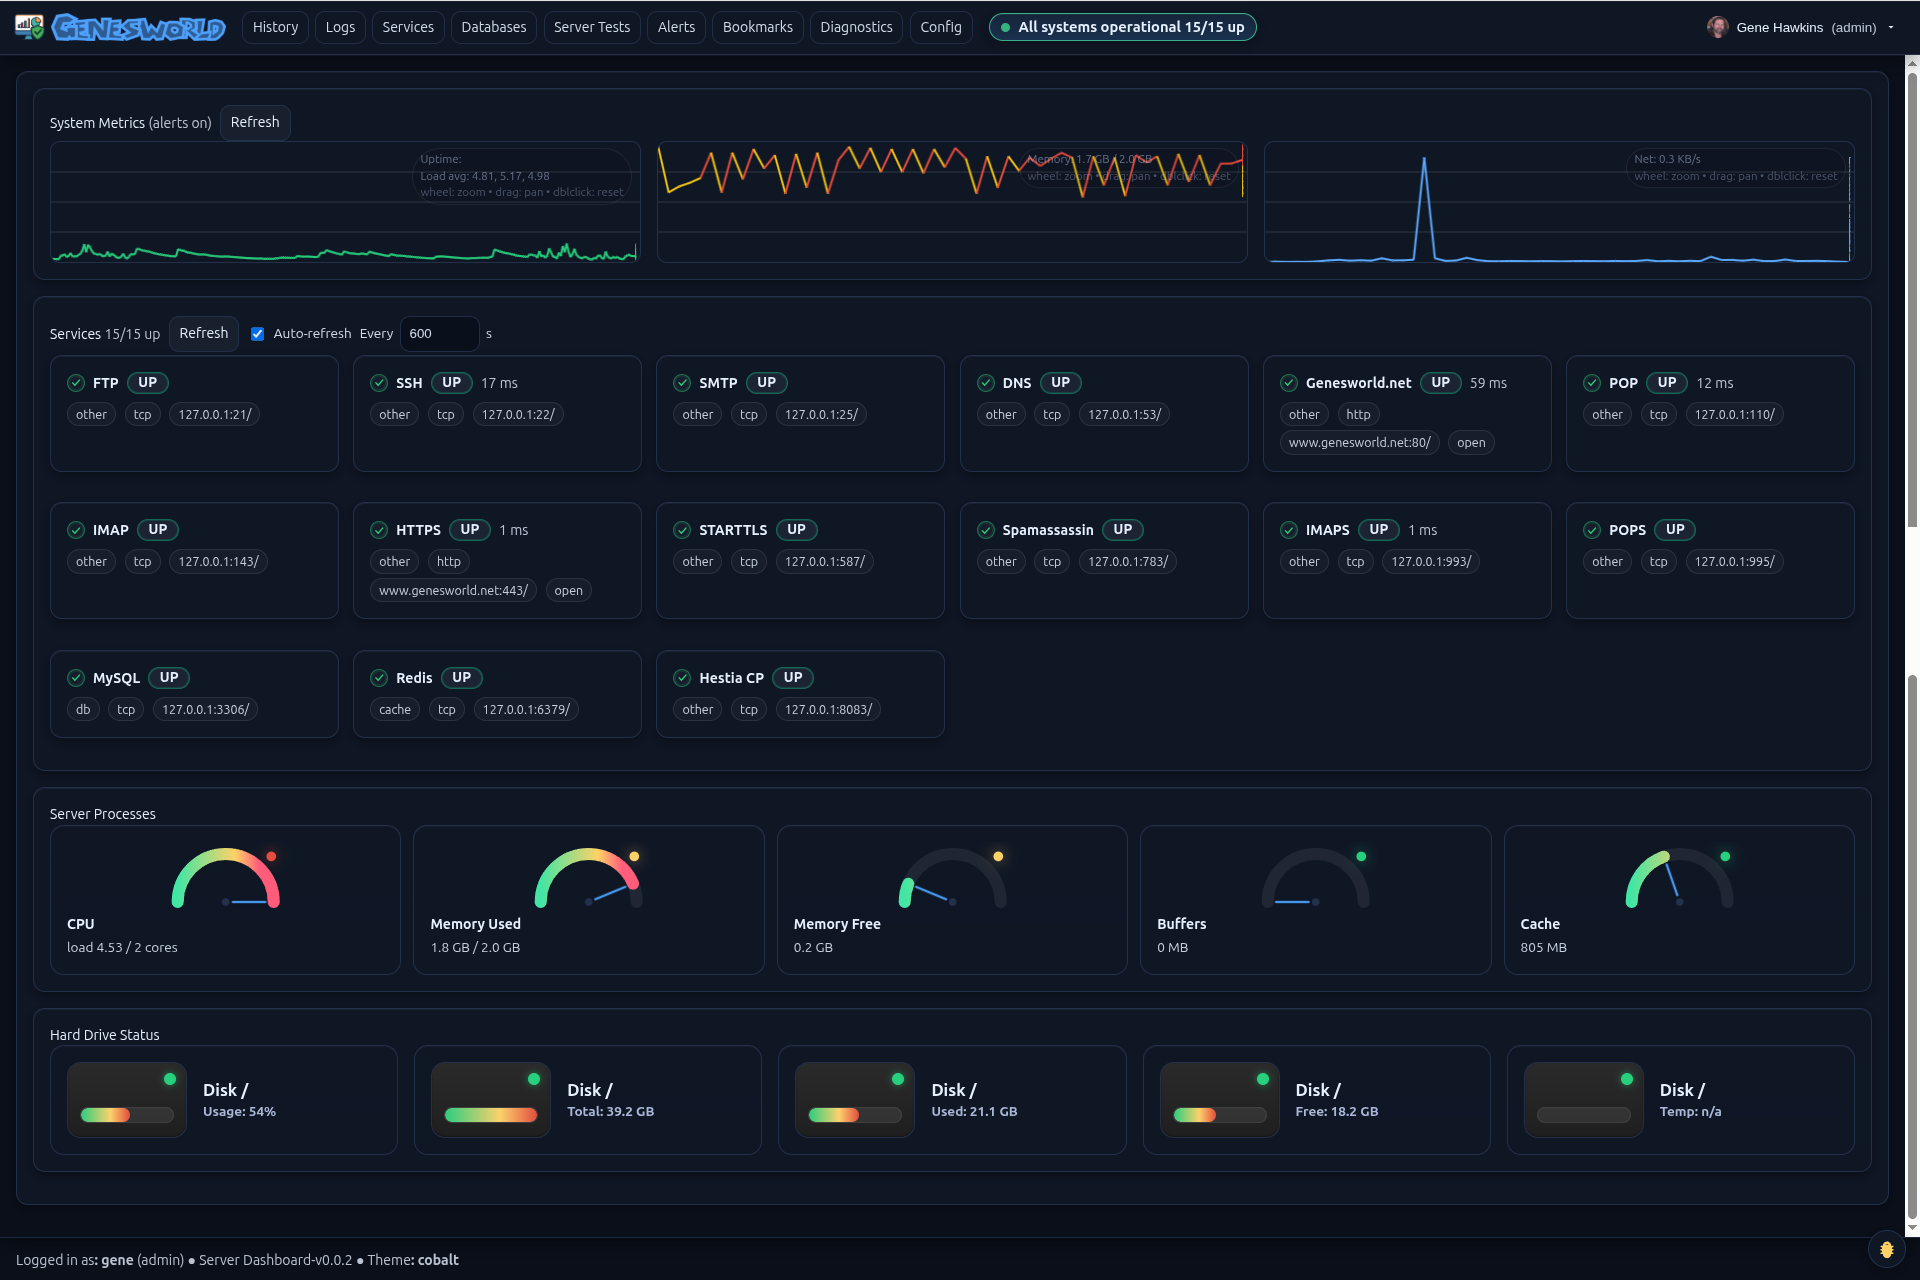 GENESWORLD History Logs Services Databases Server Tests Alerts Bookmarks Diagnostics Config All systems operational 15/15 up Gene Hawkins (admin)
System Metrics (alerts on) Refresh
Uptime:
Load avg: 4.81, 5.17, 4.98
wheel: zoom • drag: pan • dblclick: reset
Memory: 1.7 GB / 2.0 GB
wheel: zoom • drag: pan • dblclick: reset
Net: 0.3 KB/s
wheel: zoom • drag: pan • dblclick: reset
Services 15/15 up Refresh Auto-refresh Every 600 s
FTP UP
other tcp 127.0.0.1:21/
SSH UP 17 ms
other tcp 127.0.0.1:22/
SMTP UP
other tcp 127.0.0.1:25/
DNS UP
other tcp 127.0.0.1:53/
Genesworld.net UP 59 ms
other http
www.genesworld.net:80/ open
POP UP 12 ms
other tcp 127.0.0.1:110/
IMAP UP
other tcp 127.0.0.1:143/
HTTPS UP 1 ms
other http
www.genesworld.net:443/ open
STARTTLS UP
other tcp 127.0.0.1:587/
Spamassassin UP
other tcp 127.0.0.1:783/
IMAPS UP 1 ms
other tcp 127.0.0.1:993/
POPS UP
other tcp 127.0.0.1:995/
MySQL UP
db tcp 127.0.0.1:3306/
Redis UP
cache tcp 127.0.0.1:6379/
Hestia CP UP
other tcp 127.0.0.1:8083/
Server Processes
CPU
load 4.53 / 2 cores
Memory Used
1.8 GB / 2.0 GB
Memory Free
0.2 GB
Buffers
0 MB
Cache
805 MB
Hard Drive Status
Disk /
Usage: 54%
Disk /
Total: 39.2 GB
Disk /
Used: 21.1 GB
Disk /
Free: 18.2 GB
Disk /
Temp: n/a
Logged in as: gene (admin) ● Server Dashboard-v0.0.2 ● Theme: cobalt